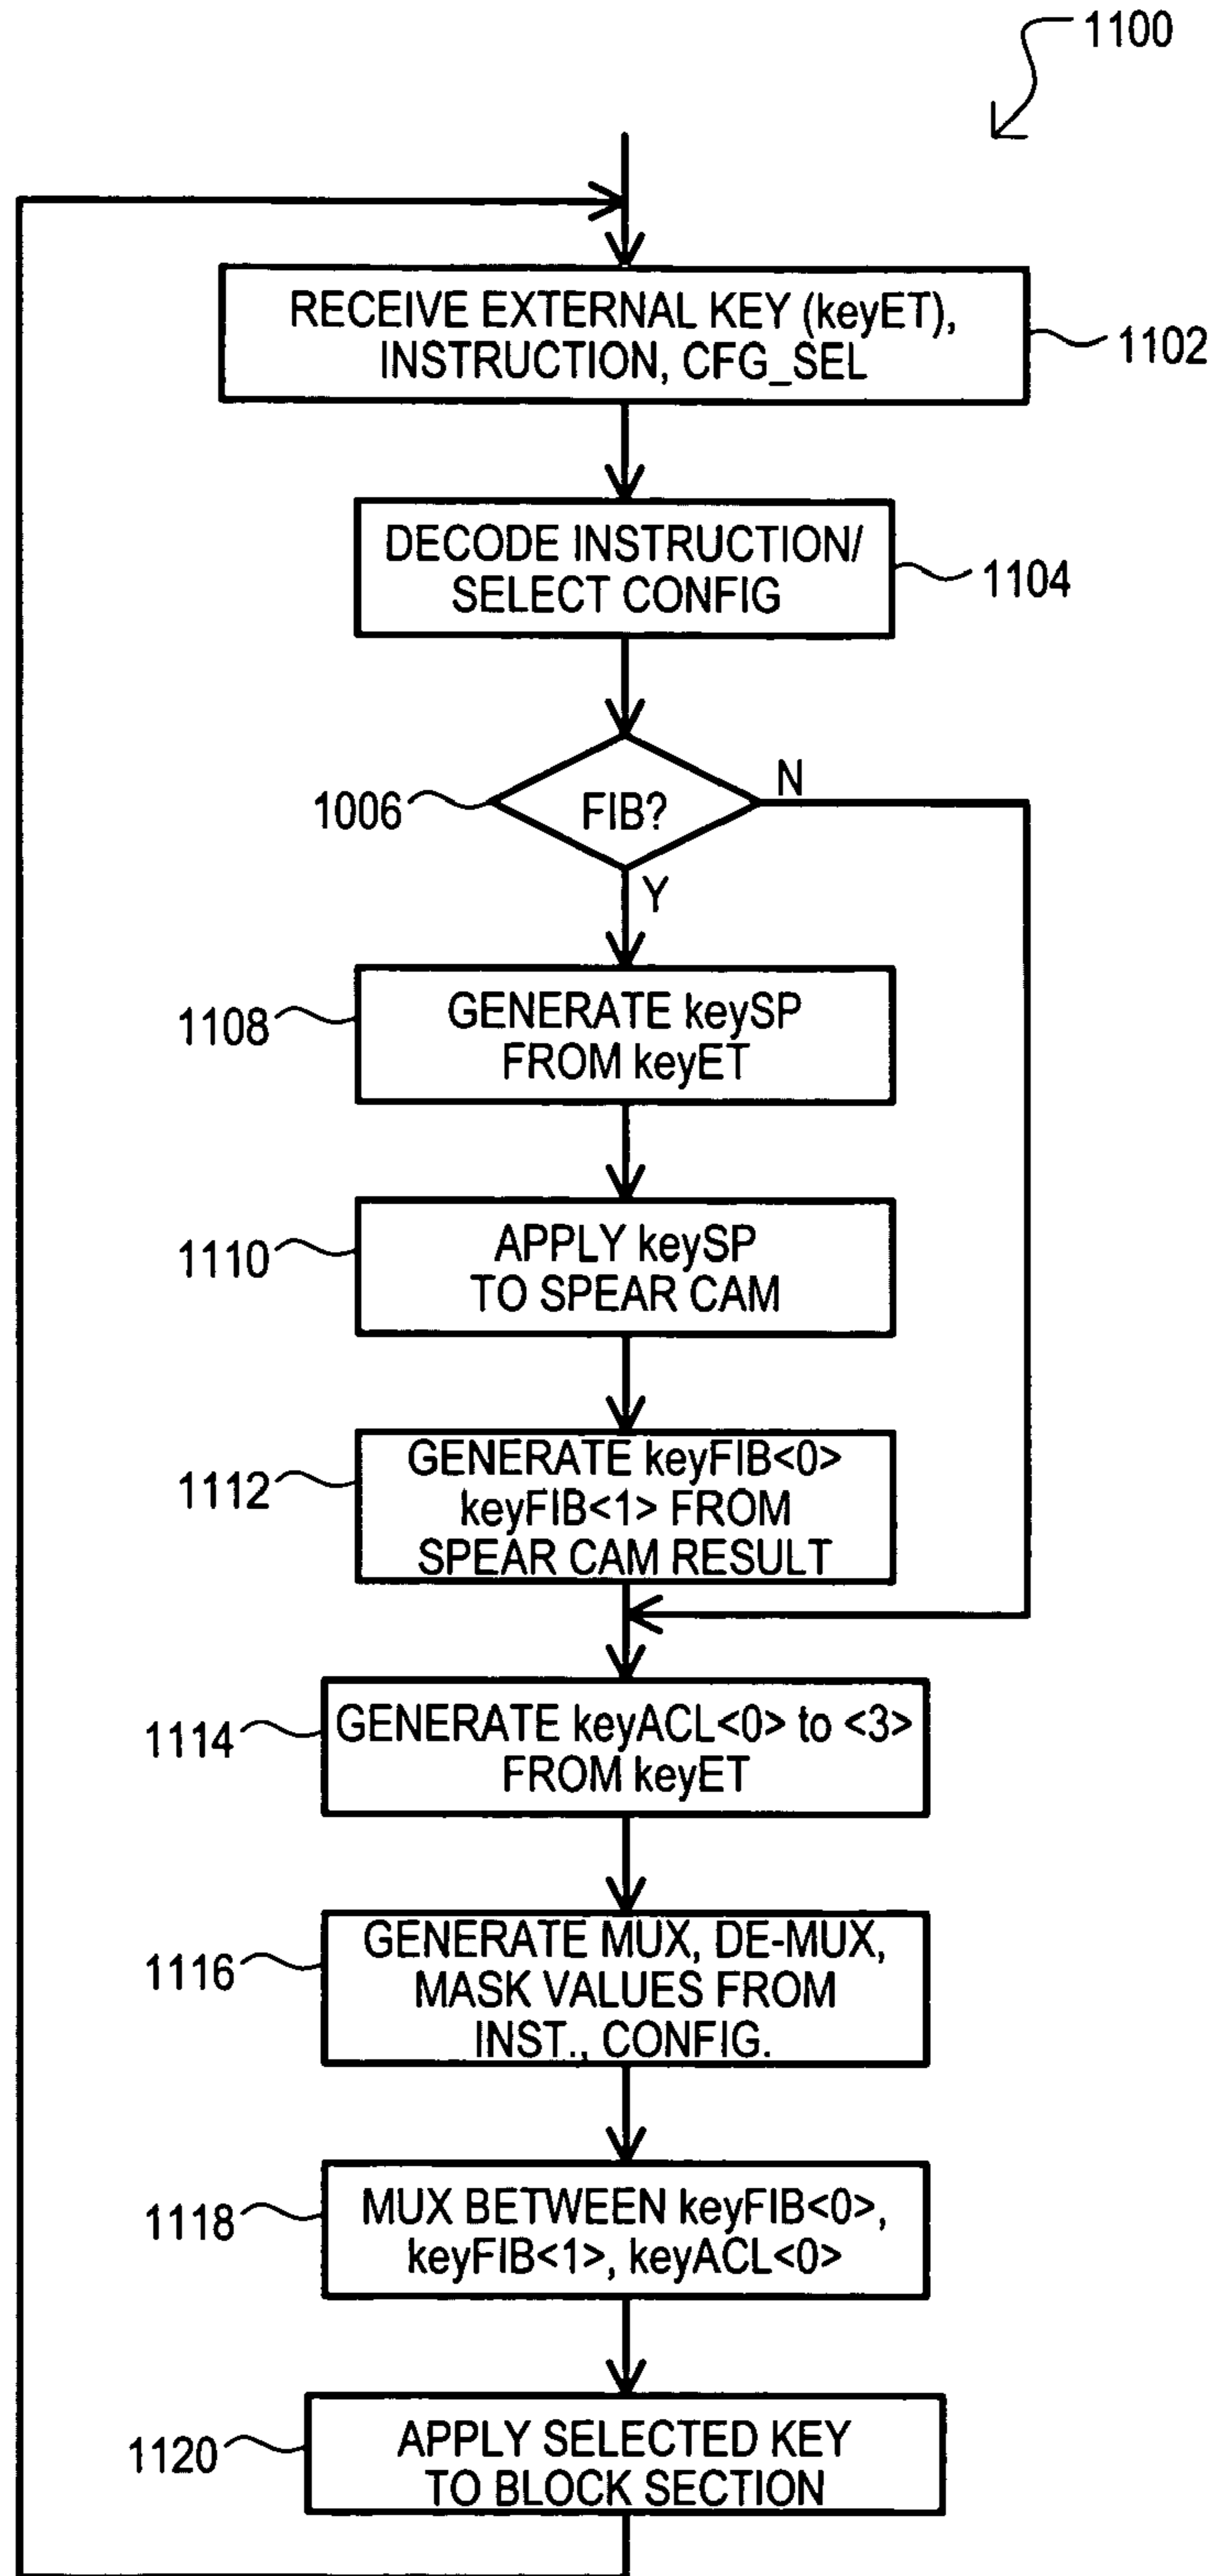 1100
RECEIVE EXTERNAL KEY (keyET),
INSTRUCTION, CFG_SEL
1102
DECODE INSTRUCTION/
SELECT CONFIG
1104
1006
FIB?
N
Y
1108
GENERATE keySP
FROM keyET
1110
APPLY keySP
TO SPEAR CAM
1112
GENERATE keyFIB<0>
keyFIB<1> FROM
SPEAR CAM RESULT
1114
GENERATE keyACL<0> to <3>
FROM keyET
1116
GENERATE MUX, DE-MUX,
MASK VALUES FROM
INST., CONFIG.
1118
MUX BETWEEN keyFIB<0>,
keyFIB<1>, keyACL<0>
1120
APPLY SELECTED KEY
TO BLOCK SECTION